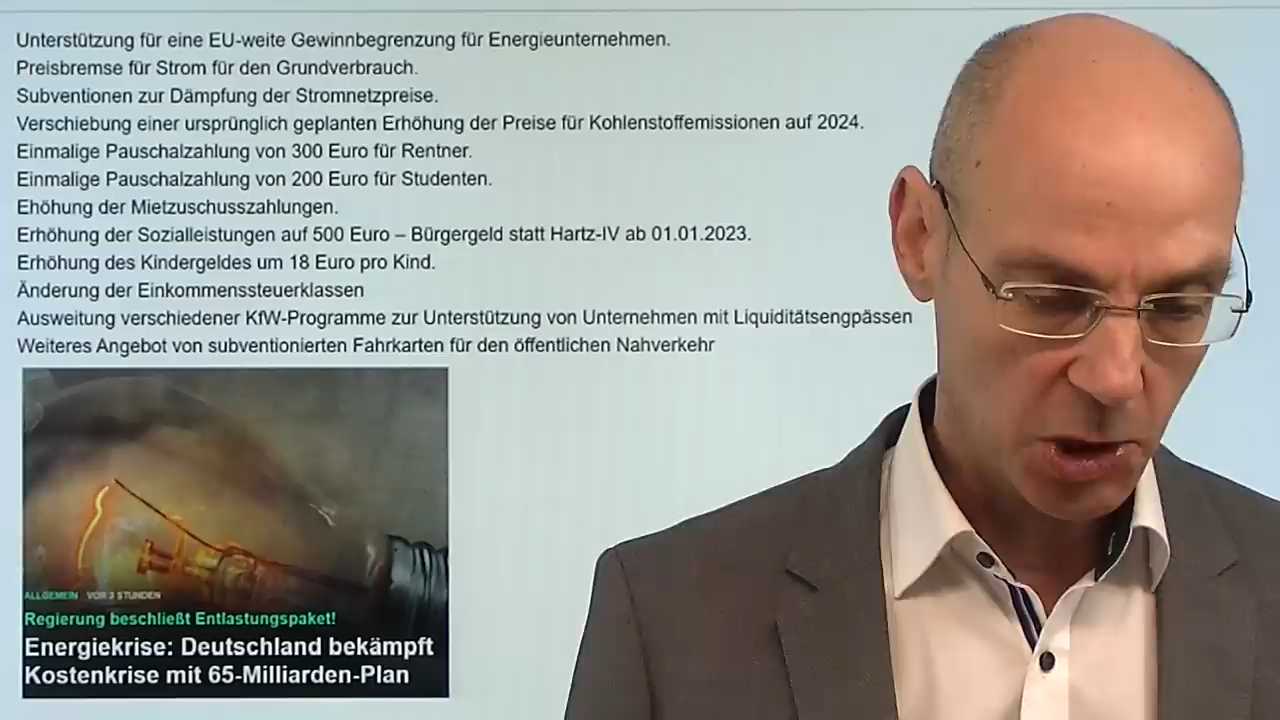 Unterstützung für eine EU-weite Gewinnbegrenzung für Energieunternehmen.
Preisbremse für Strom für den Grundverbrauch.
Subventionen zur Dämpfung der Stromnetzpreise.
Verschiebung einer ursprünglich geplanten Erhöhung der Preise für Kohlenstoffemissionen auf 2024.
Einmalige Pauschalzahlung von 300 Euro für Rentner.
Einmalige Pauschalzahlung von 200 Euro für Studenten.
Ehöhung der Mietzuschusszahlungen.
Erhöhung der Sozialleistungen auf 500 Euro – Bürgergeld statt Hartz-IV ab 01.01.2023.
Erhöhung des Kindergeldes um 18 Euro pro Kind.
Änderung der Einkommenssteuerklassen
Ausweitung verschiedener KfW-Programme zur Unterstützung von Unternehmen mit Liquiditätsengpässen
Weiteres Angebot von subventionierten Fahrkarten für den öffentlichen Nahverkehr
ALLGEMEIN VOR 3 STUNDEN
Regierung beschließt Entlastungspaket!
Energiekrise: Deutschland bekämpft
Kostenkrise mit 65-Milliarden-Plan